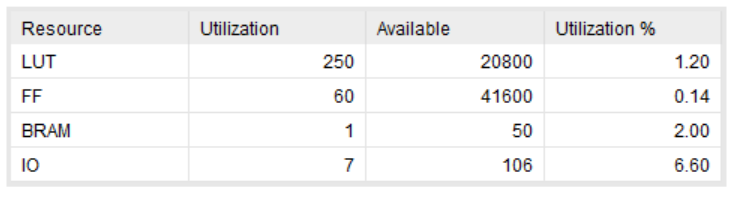 Resource Utilization Available Utilization %
LUT 250 20800 1.20
FF 60 41600 0.14
BRAM 1 50 2.00
IO 7 106 6.60